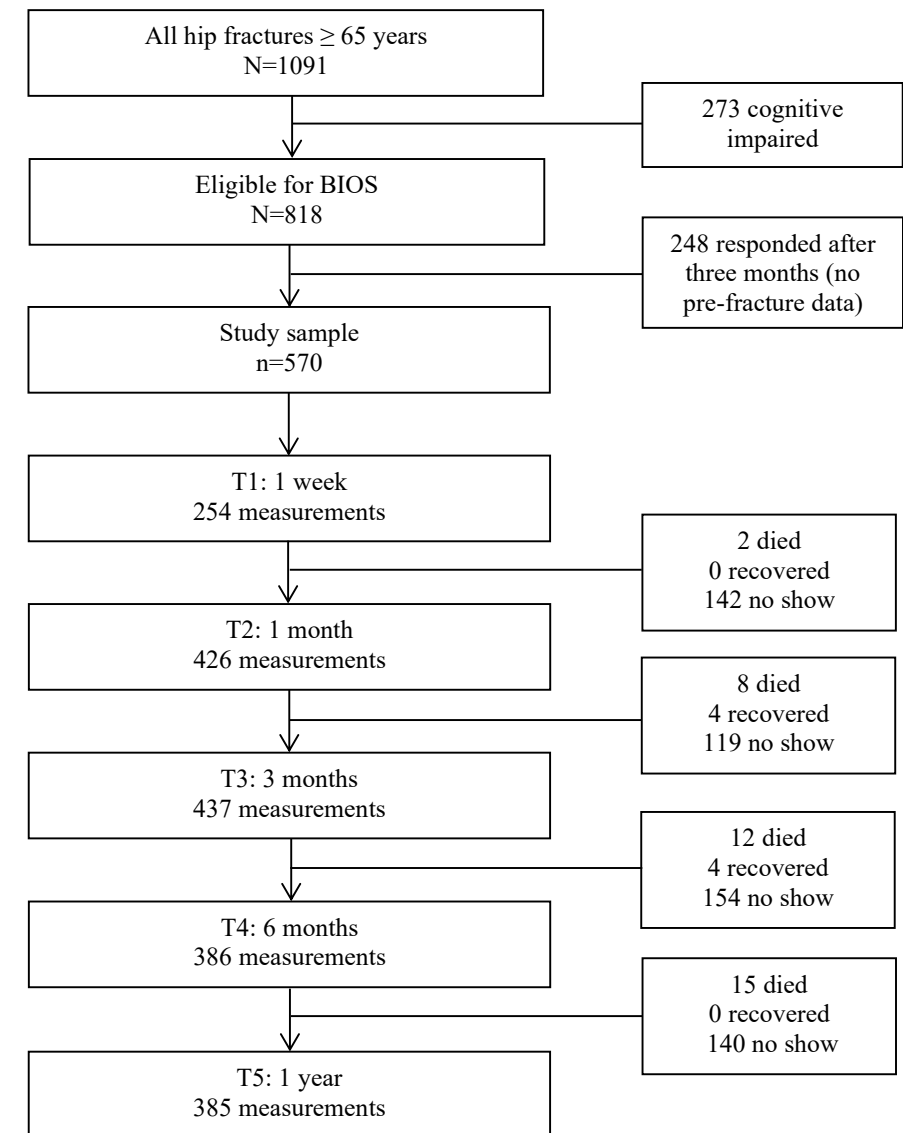 All hip fractures ≥ 65 years
N=1091
273 cognitive
impaired
Eligible for BIOS
N=818
248 responded after
three months (no
pre-fracture data)
Study sample
n=570
T1: 1 week
254 measurements
2 died
0 recovered
142 no show
T2: 1 month
426 measurements
8 died
4 recovered
119 no show
T3: 3 months
437 measurements
12 died
4 recovered
154 no show
T4: 6 months
386 measurements
15 died
0 recovered
140 no show
T5: 1 year
385 measurements